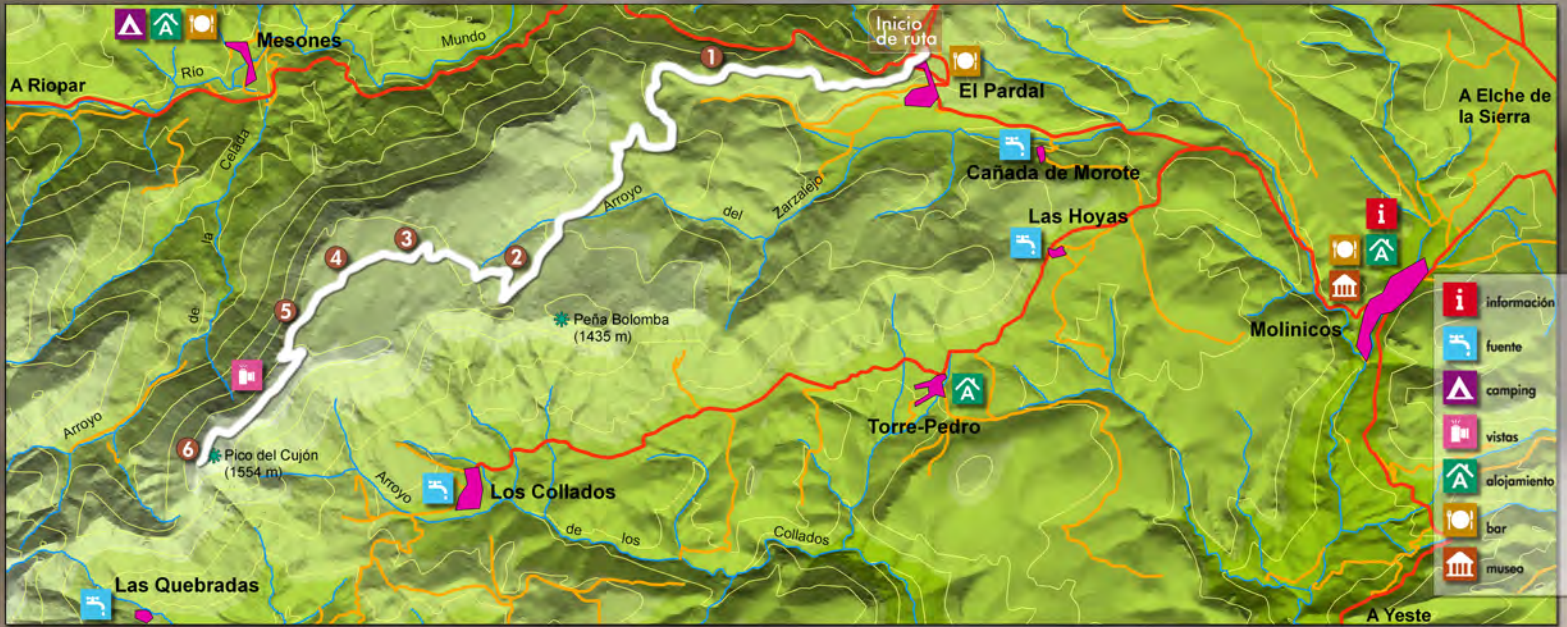 Inicio
de ruta
Mesones
Río
Mundo
A Riopar
El Pardal
A Elche de
la Sierra
1
Celada
la
de
Arroyo
Cañada de Morote
Arroyo
del
Zarzalejo
Las Hoyas
2
3
4
5
6
Peña Bolomba
(1435 m)
Molinicos
Torre-Pedro
Pico del Cujón
(1554 m)
Los Collados
Arroyo
de
los
Collados
Las Quebradas
A Yeste
i
i
información
fuente
camping
vistas
A
A
A
A
alojamiento
bar
museo